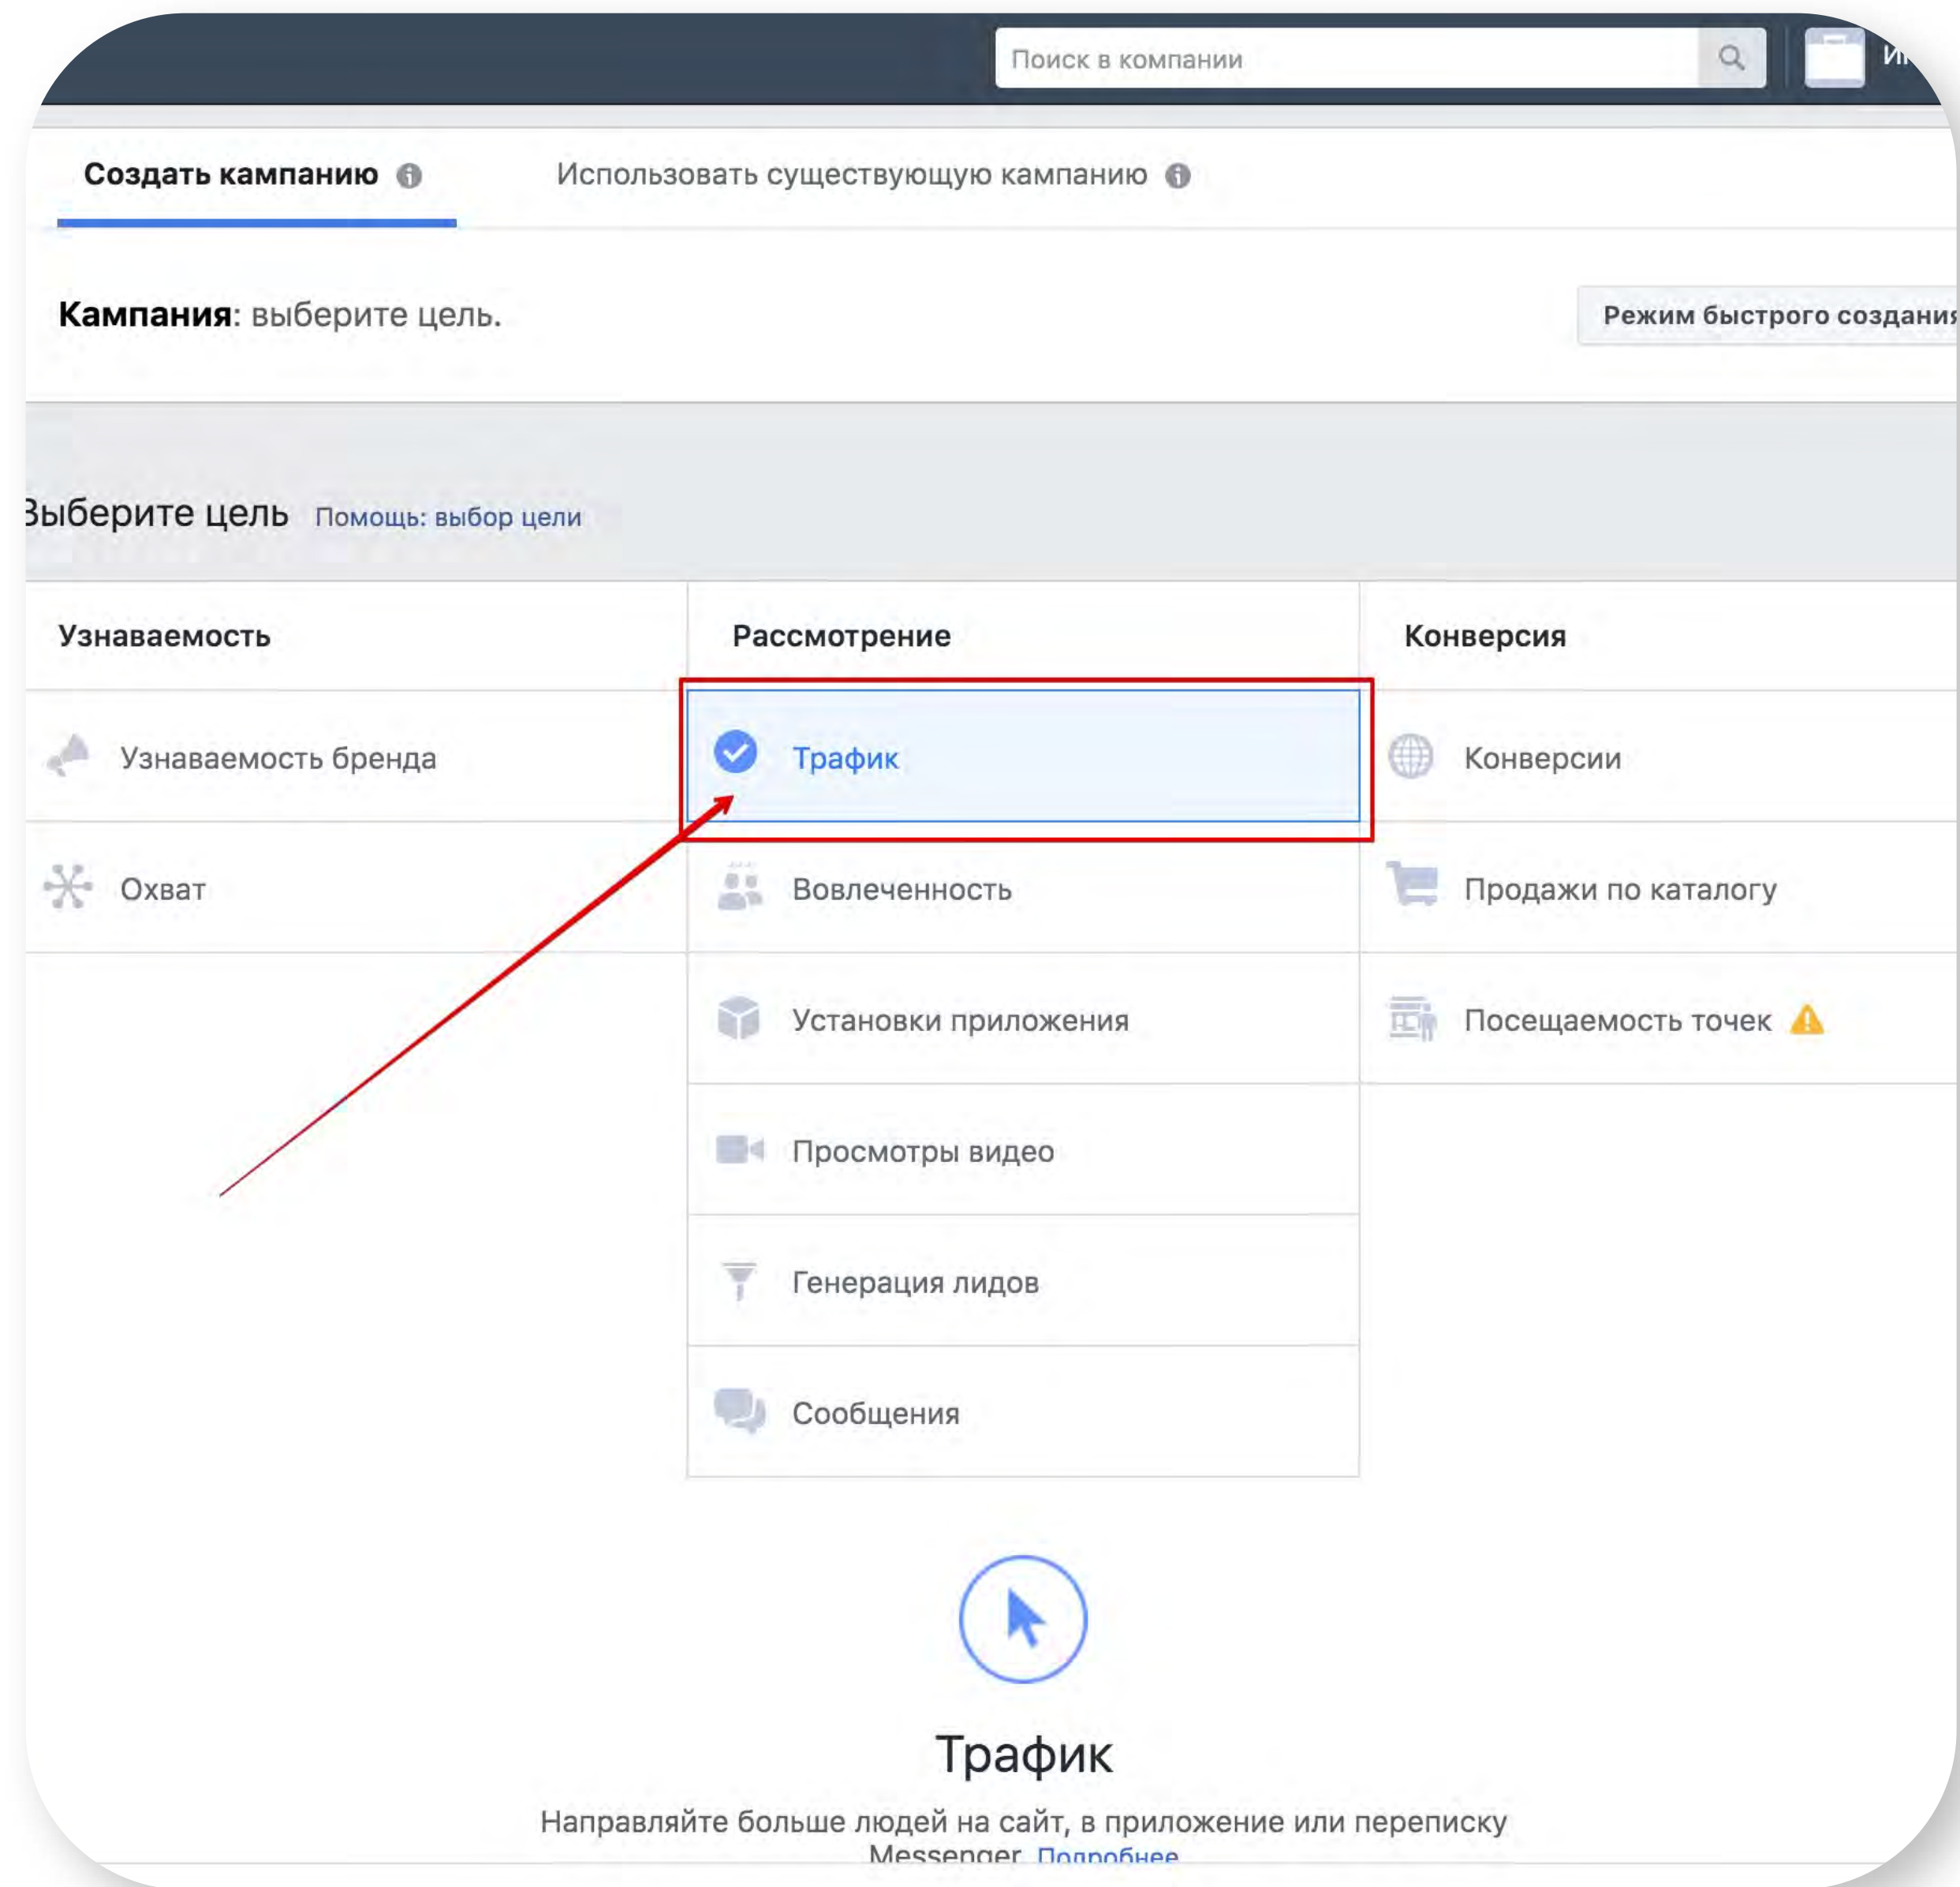 Поиск в компании
Создать кампанию
Использовать существующую кампанию
Кампания: выберите цель.
Режим быстрого создания
Выберите цель Помощь: выбор цели
Узнаваемость
Рассмотрение
Конверсия
Узнаваемость бренда
Трафик
Конверсии
Охват
Вовлеченность
Продажи по каталогу
Установки приложения
Посещаемость точек
Просмотры видео
Генерация лидов
Сообщения
Трафик
Направляйте больше людей на сайт, в приложение или переписку
Messenger. Подробнее